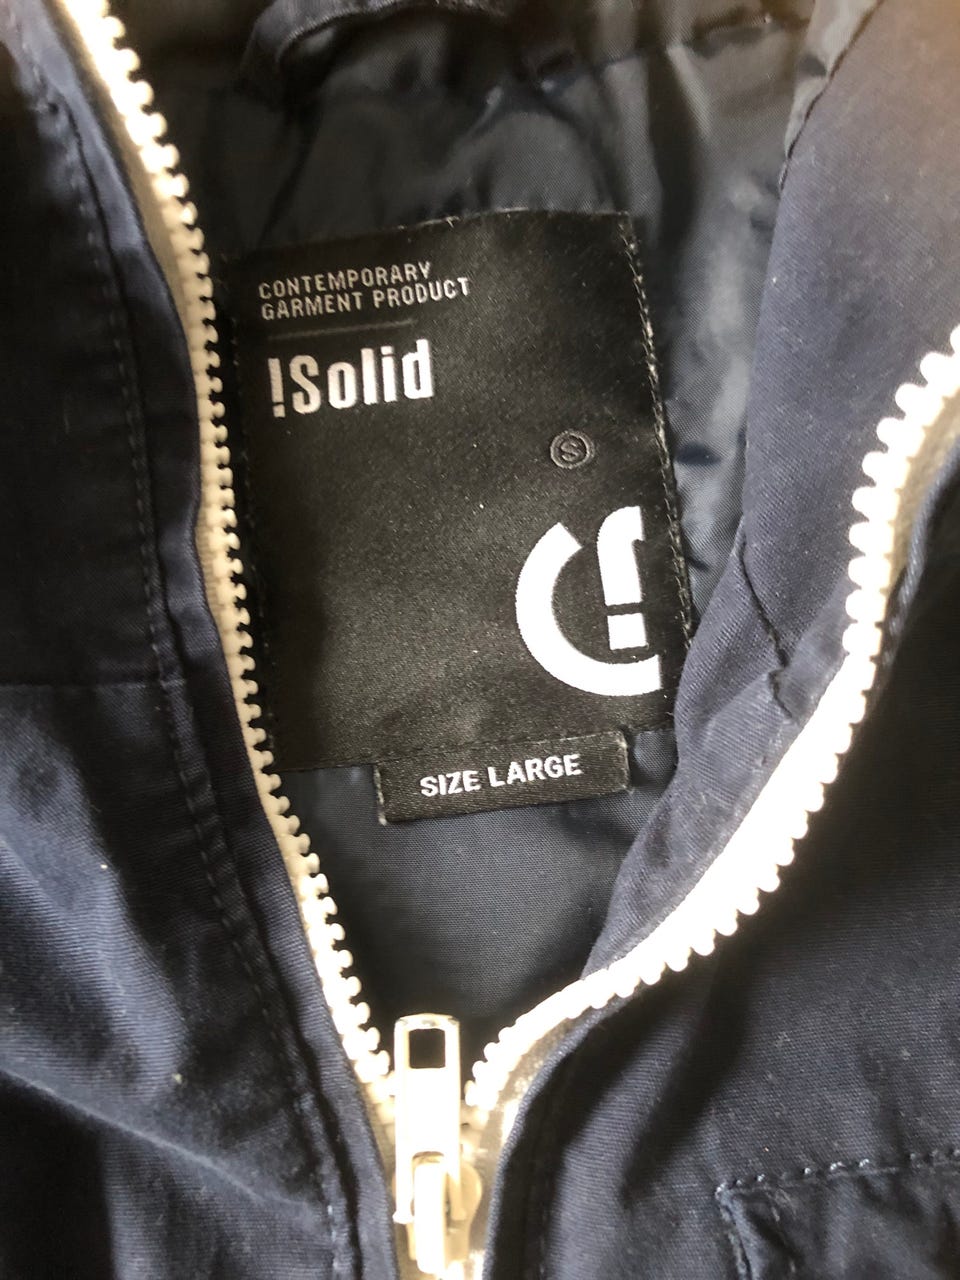 CONTEMPORARY
GARMENT PRODUCT
!Solid
S
SIZE LARGE